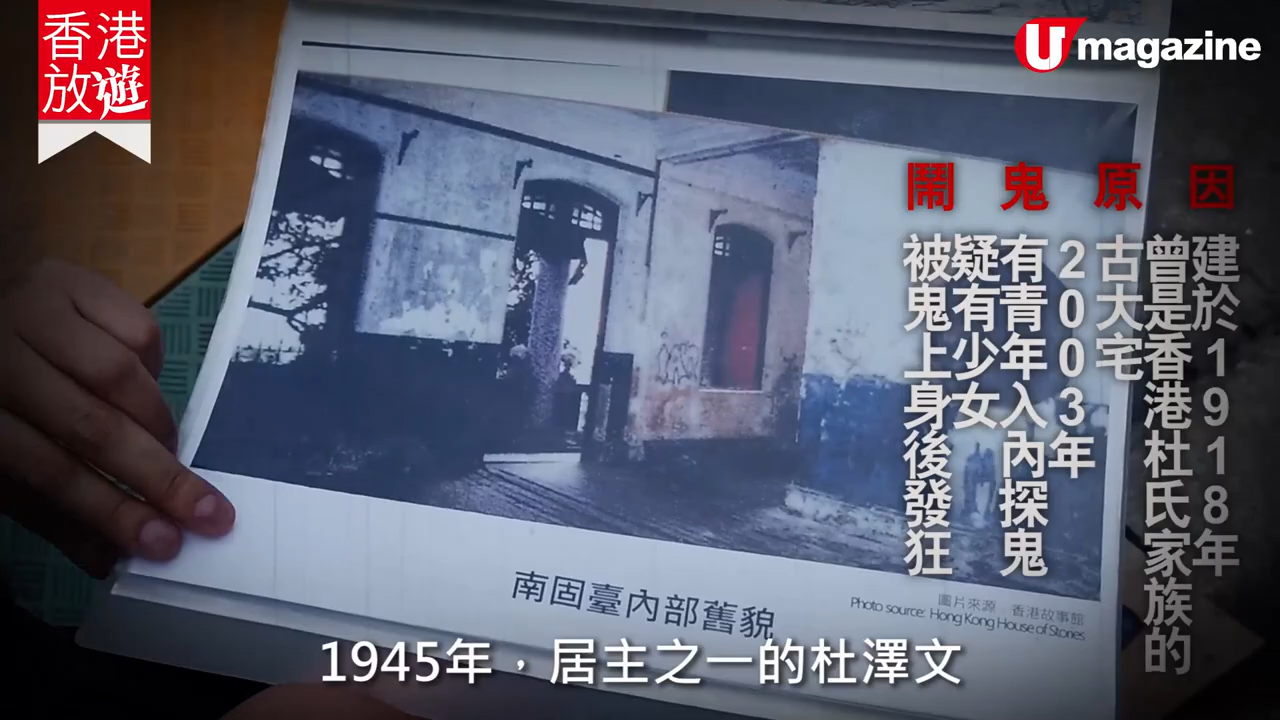 香港
放遊
U magazine
鬧鬼原因
建於1918年
曾是香港杜氏家族的
古大宅
2003年
有青年入內探鬼
疑有少女
被鬼上身後發狂
南固臺內部舊貌
圖片來源 香港故事館
Photo source: Hong Kong House of Stories
1945年，居主之一的杜澤文